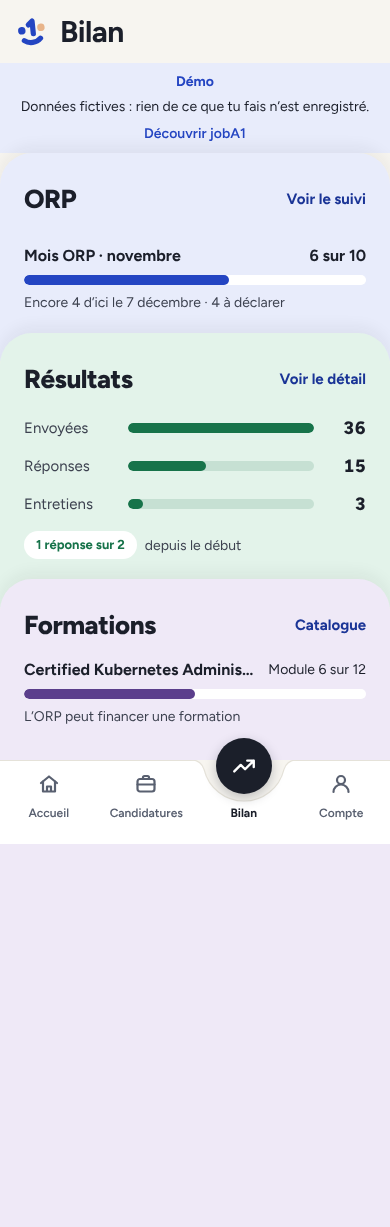 Bilan
Démo
Données fictives : rien de ce que tu fais n’est enregistré.
Découvrir jobA1
ORP
Voir le suivi
Mois ORP · novembre
6 sur 10
Encore 4 d’ici le 7 décembre · 4 à déclarer
Résultats
Voir le détail
Envoyées
36
Réponses
15
Entretiens
3
1 réponse sur 2
depuis le début
Formations
Catalogue
Certified Kubernetes Adminis...
Module 6 sur 12
L’ORP peut financer une formation
Accueil
Candidatures
Bilan
Compte